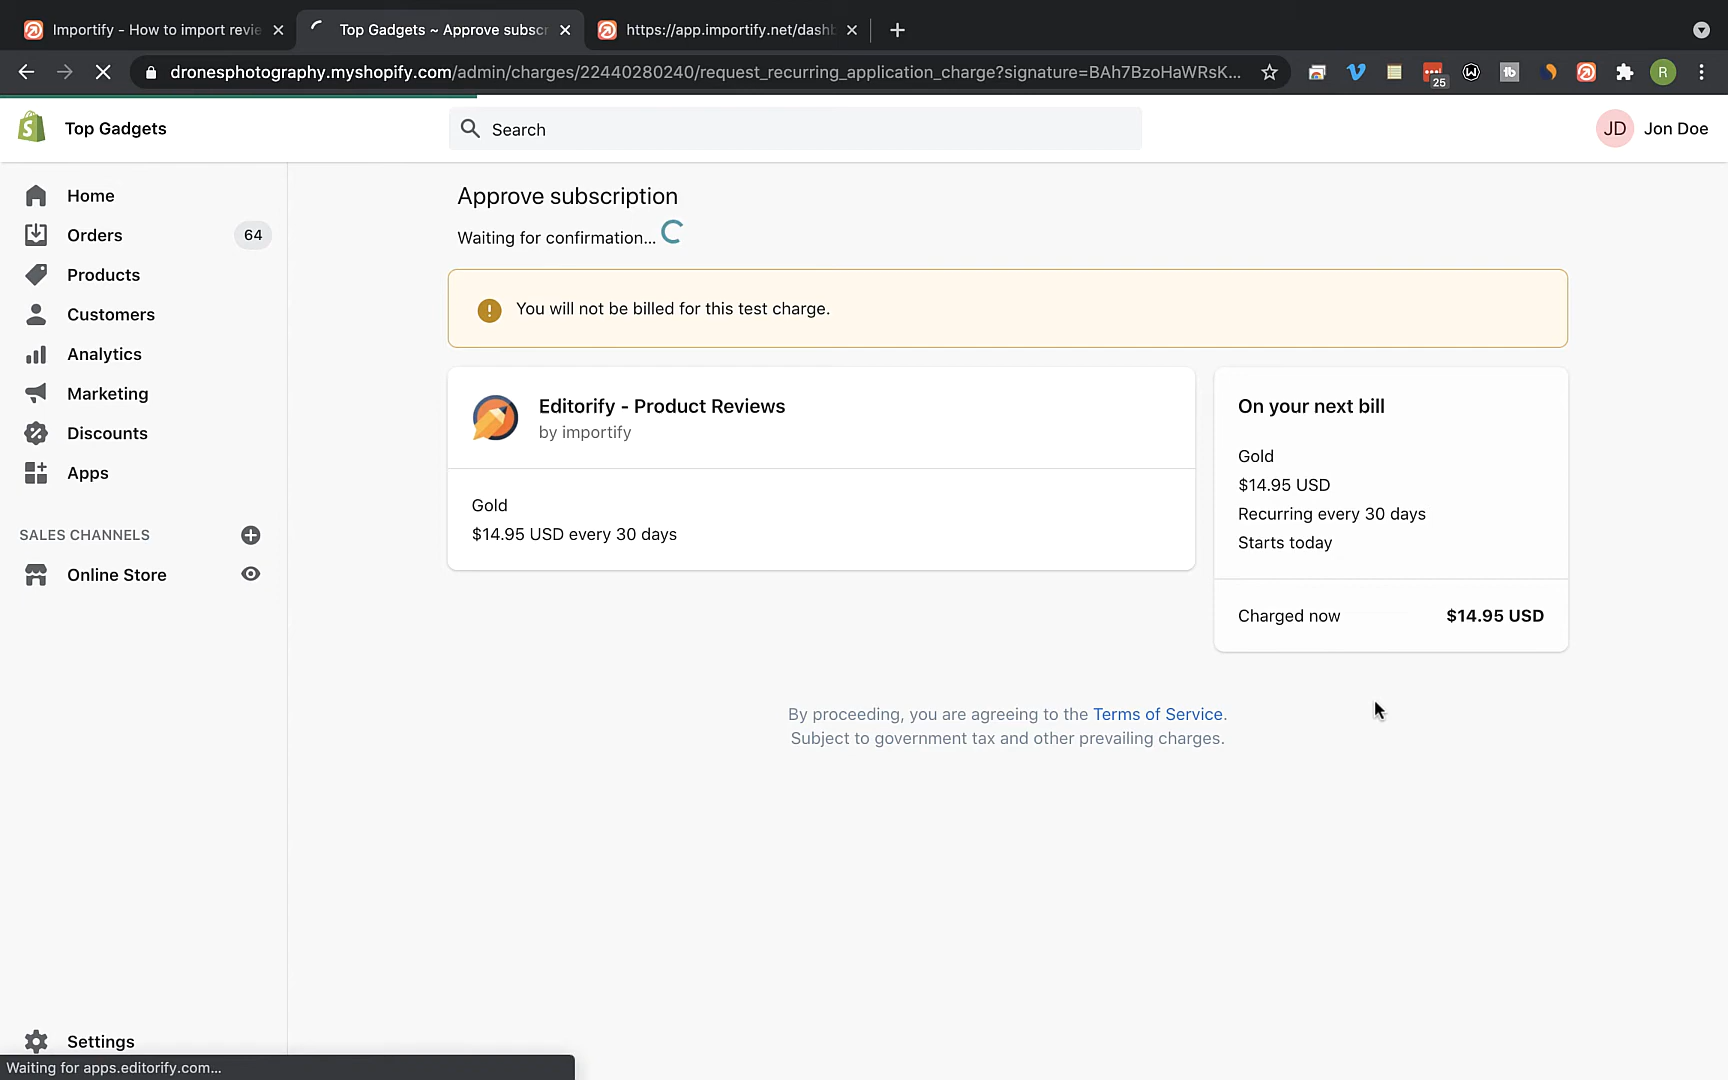 Importify - How to import revie
Top Gadgets ~ Approve subscr
https://app.importify.net/dashb
dronesphotography.myshopify.com/admin/charges/22440280240/request_recurring_application_charge?signature=BAh7BzoHaWRsK...
25
R
Top Gadgets
Search
JD
Jon Doe
Home
Orders
64
Products
Customers
Analytics
Marketing
Discounts
Apps
SALES CHANNELS
Online Store
Settings
Approve subscription
Waiting for confirmation...
You will not be billed for this test charge.
Editorify - Product Reviews
by importify
Gold
$14.95 USD every 30 days
On your next bill
Gold
$14.95 USD
Recurring every 30 days
Starts today
Charged now
$14.95 USD
By proceeding, you are agreeing to the Terms of Service.
Subject to government tax and other prevailing charges.
Waiting for apps.editorify.com...